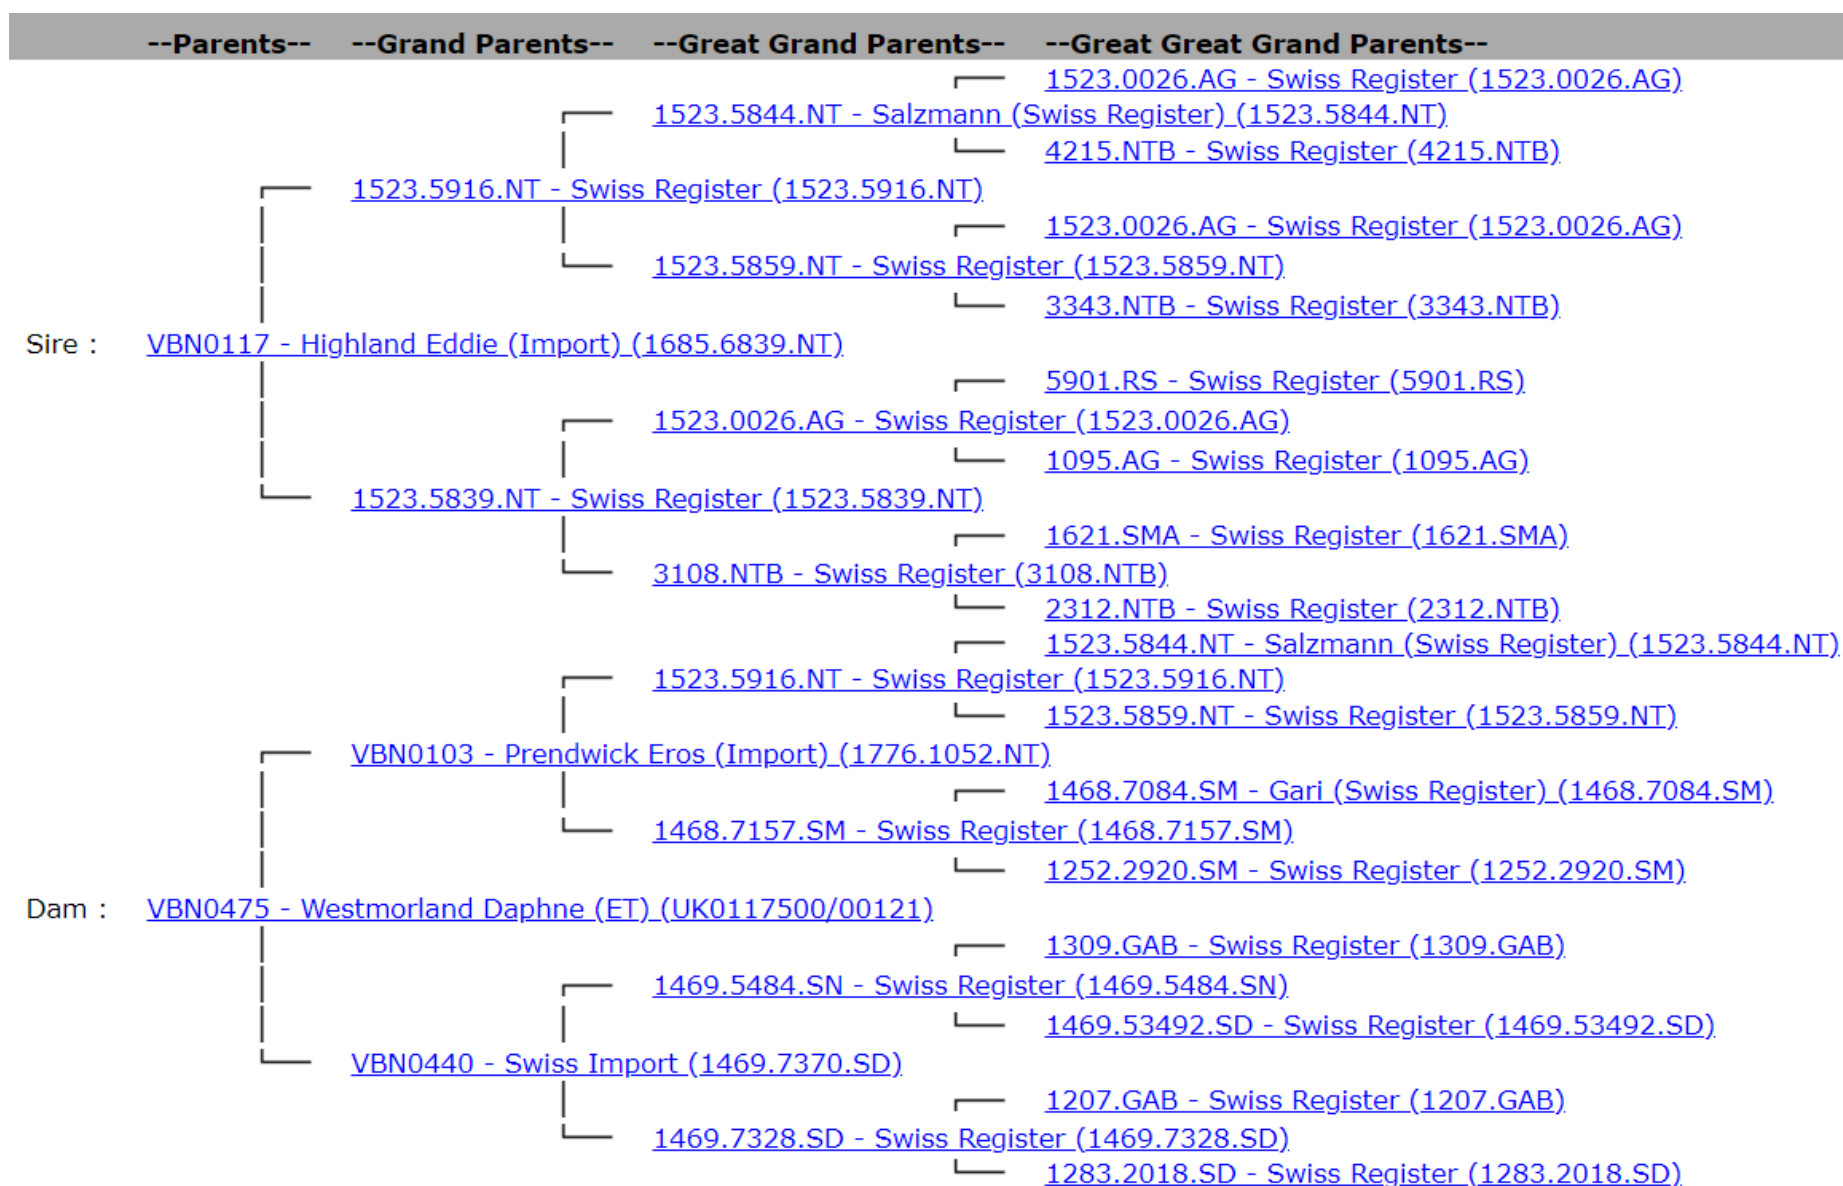 --Parents-- --Grand Parents-- --Great Grand Parents-- --Great Great Grand Parents--
1523.0026.AG - Swiss Register (1523.0026.AG)
1523.5844.NT - Salzmann (Swiss Register) (1523.5844.NT)
4215.NTB - Swiss Register (4215.NTB)
1523.5916.NT - Swiss Register (1523.5916.NT)
1523.0026.AG - Swiss Register (1523.0026.AG)
1523.5859.NT - Swiss Register (1523.5859.NT)
3343.NTB - Swiss Register (3343.NTB)
Sire : VBN0117 - Highland Eddie (Import) (1685.6839.NT)
5901.RS - Swiss Register (5901.RS)
1523.0026.AG - Swiss Register (1523.0026.AG)
1095.AG - Swiss Register (1095.AG)
1523.5839.NT - Swiss Register (1523.5839.NT)
1621.SMA - Swiss Register (1621.SMA)
3108.NTB - Swiss Register (3108.NTB)
2312.NTB - Swiss Register (2312.NTB)
1523.5844.NT - Salzmann (Swiss Register) (1523.5844.NT)
1523.5916.NT - Swiss Register (1523.5916.NT)
1523.5859.NT - Swiss Register (1523.5859.NT)
VBN0103 - Prendwick Eros (Import) (1776.1052.NT)
1468.7084.SM - Gari (Swiss Register) (1468.7084.SM)
1468.7157.SM - Swiss Register (1468.7157.SM)
1252.2920.SM - Swiss Register (1252.2920.SM)
Dam : VBN0475 - Westmorland Daphne (ET) (UK0117500/00121)
1309.GAB - Swiss Register (1309.GAB)
1469.5484.SN - Swiss Register (1469.5484.SN)
1469.53492.SD - Swiss Register (1469.53492.SD)
VBN0440 - Swiss Import (1469.7370.SD)
1207.GAB - Swiss Register (1207.GAB)
1469.7328.SD - Swiss Register (1469.7328.SD)
1283.2018.SD - Swiss Register (1283.2018.SD)